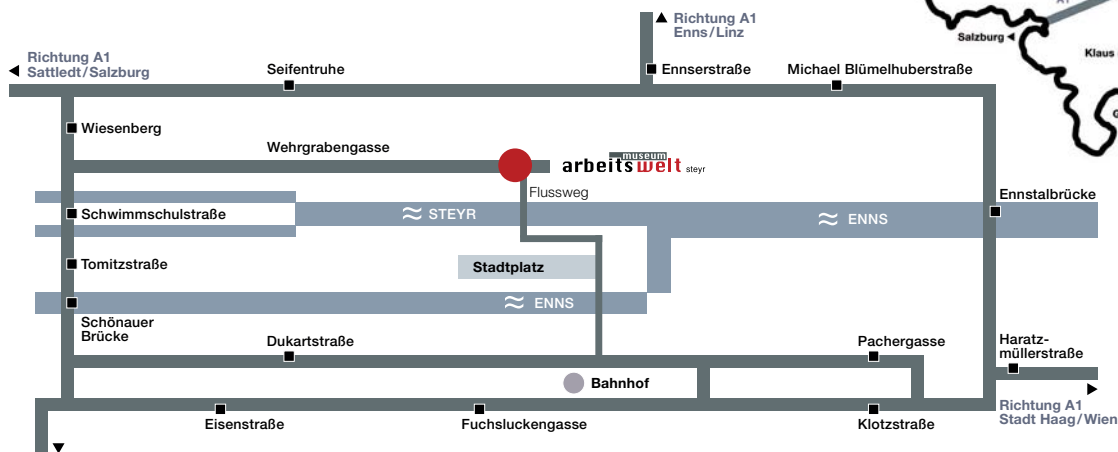 A1
Richtung A1
Enns/Linz
Salzburg
Klaus
Richtung A1
Sattledt/Salzburg
Seifentruhe
Ennserstraße
Michael Blümelhuberstraße
Wiesenberg
Wehrgrabengasse
museum
arbeitswelt steyr
Flussweg
Ennstalbrücke
Schwimmschulstraße
STEYR
ENNS
Tomitzstraße
Stadtplatz
ENNS
Schönauer
Brücke
Dukartstraße
Pachergasse
Haratz-
müllerstraße
Bahnhof
Richtung A1
Stadt Haag/Wien
Eisenstraße
Fuchsluckengasse
Klotzstraße